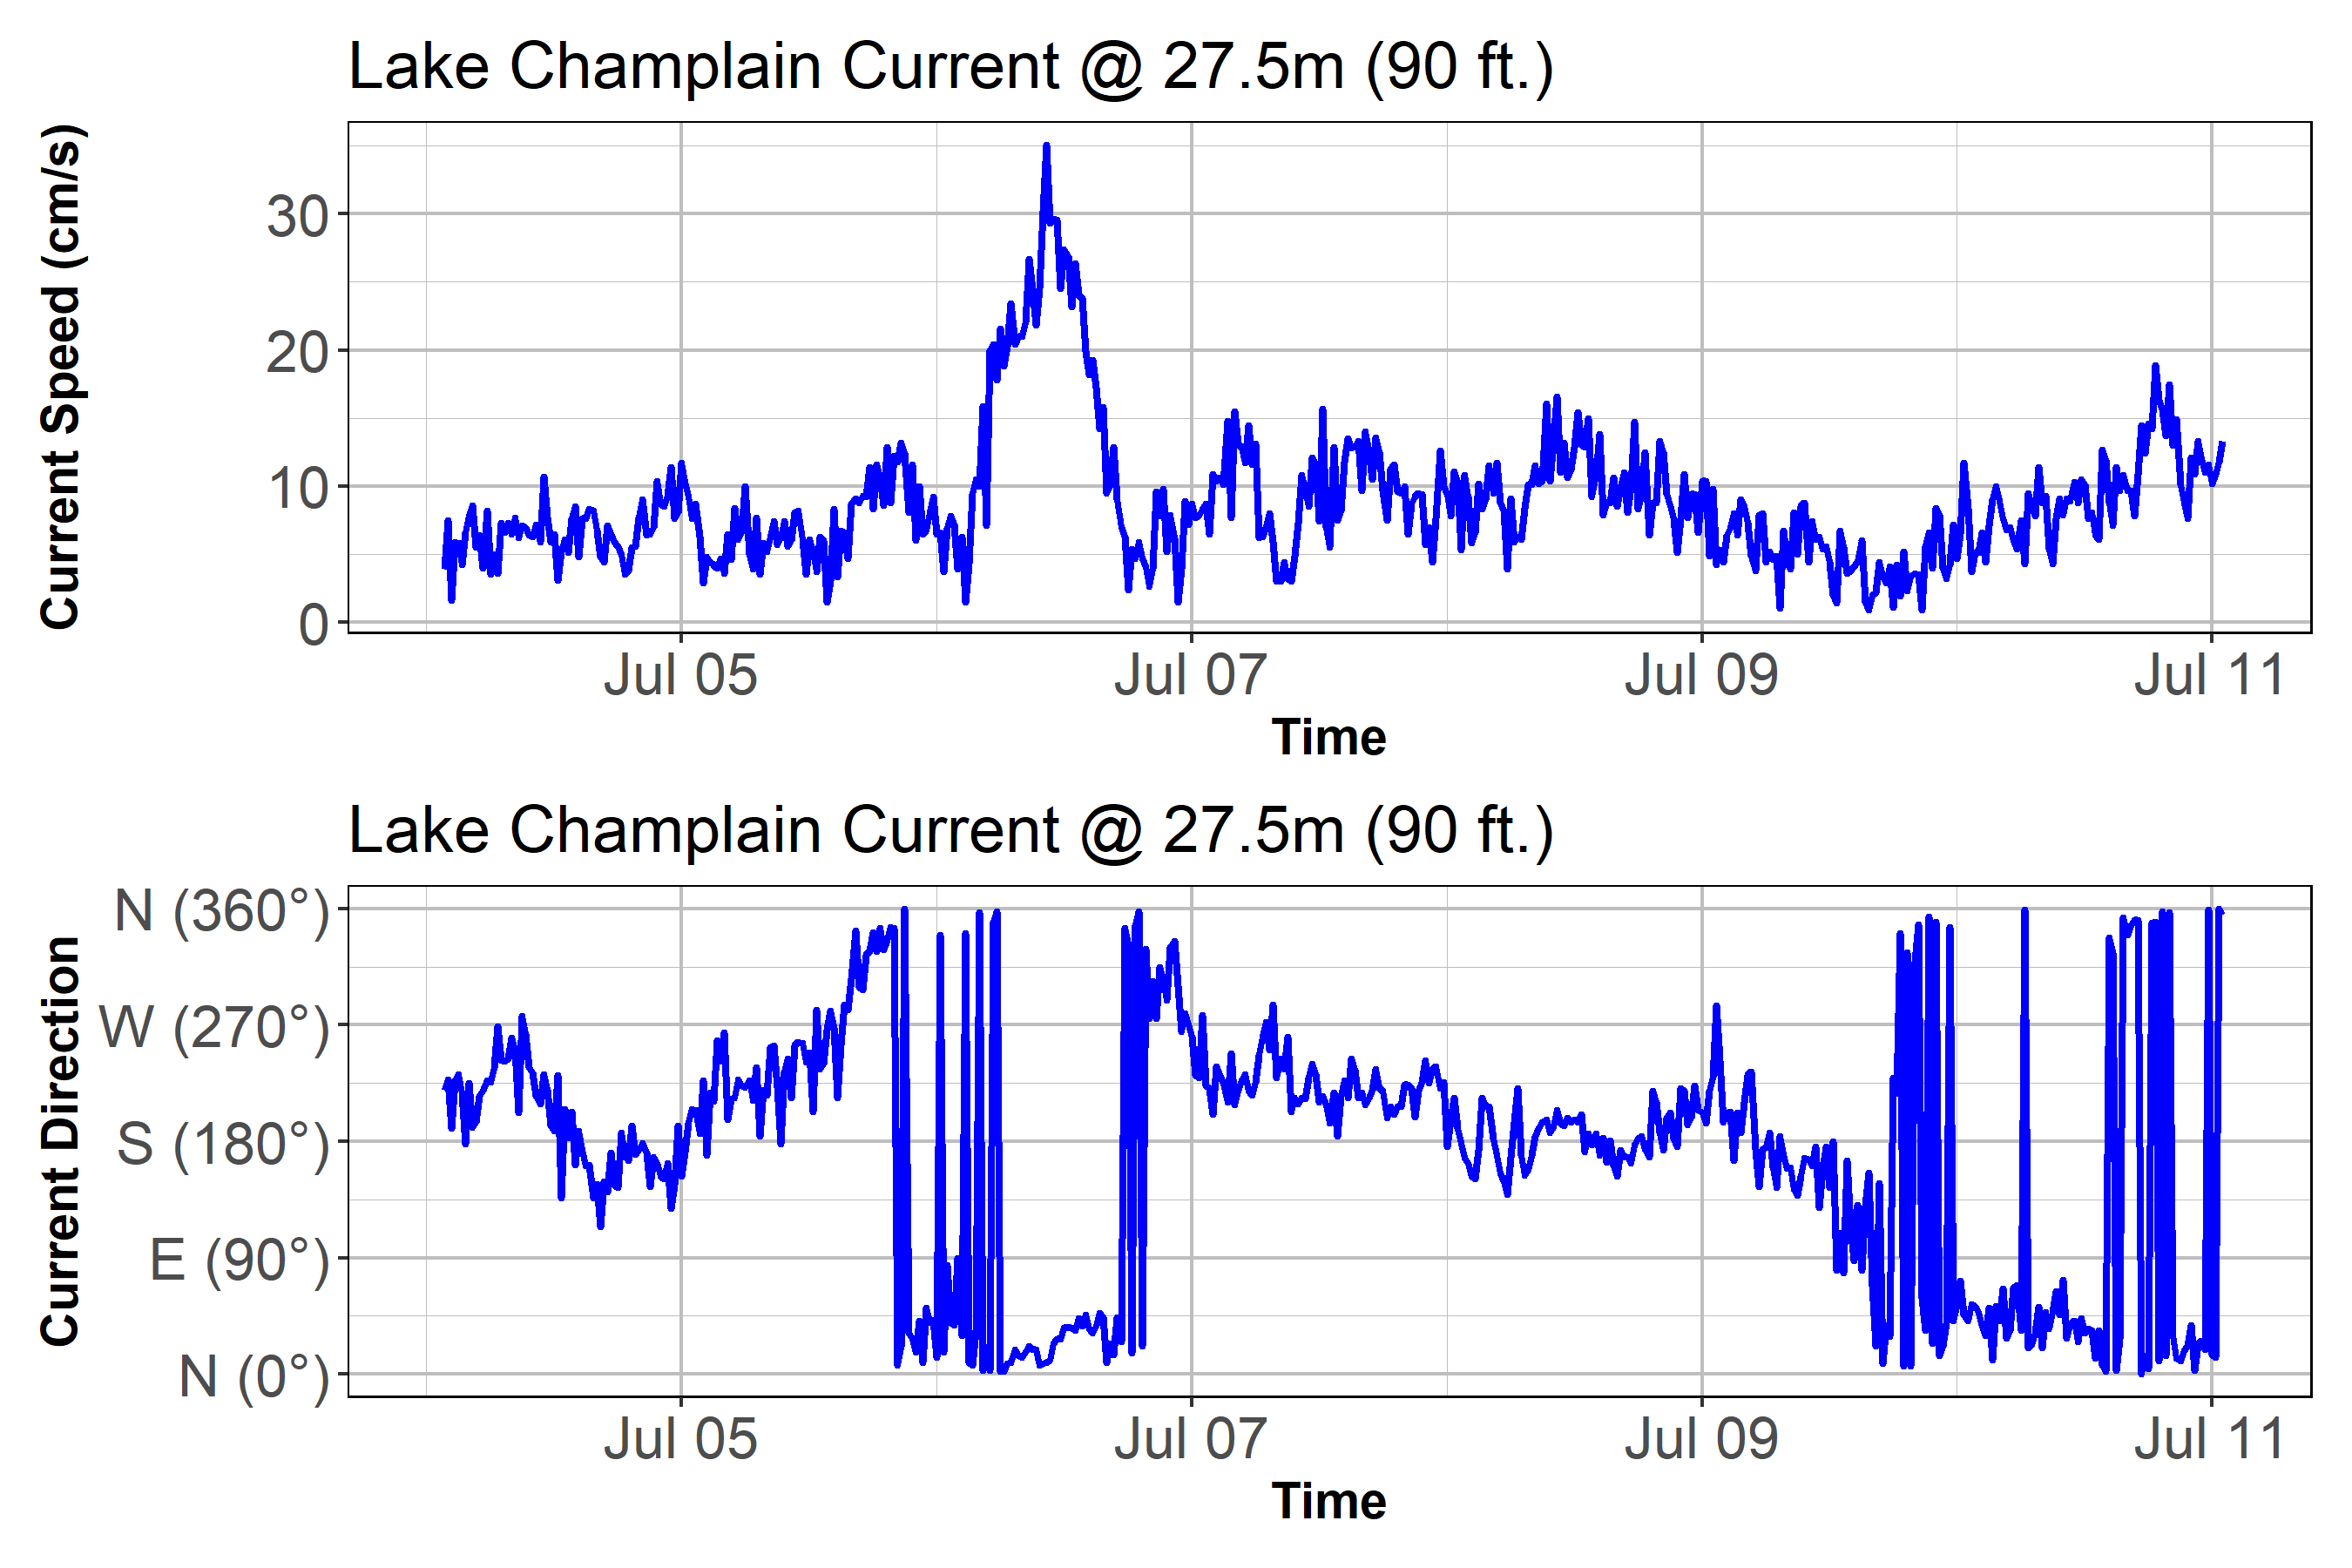 Lake Champlain Current @ 27.5m (90 ft.)
Current Speed (cm/s)
30
20
10
0
Jul 05 Jul 07 Jul 09 Jul 11
Time
Lake Champlain Current @ 27.5m (90 ft.)
Current Direction
N (360°)
W (270°)
S (180°)
E (90°)
N (0°)
Jul 05 Jul 07 Jul 09 Jul 11
Time